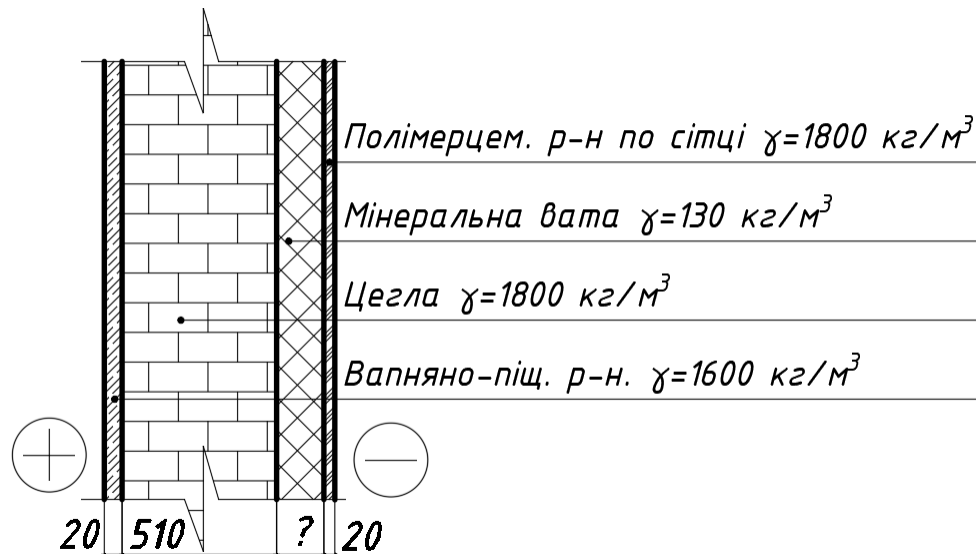 Полімерцем. р-н по сітці γ=1800 кг/м³
Мінеральна вата γ=130 кг/м³
Цегла γ=1800 кг/м³
Вапняно-піщ. р-н. γ=1600 кг/м³
20 510 ? 20